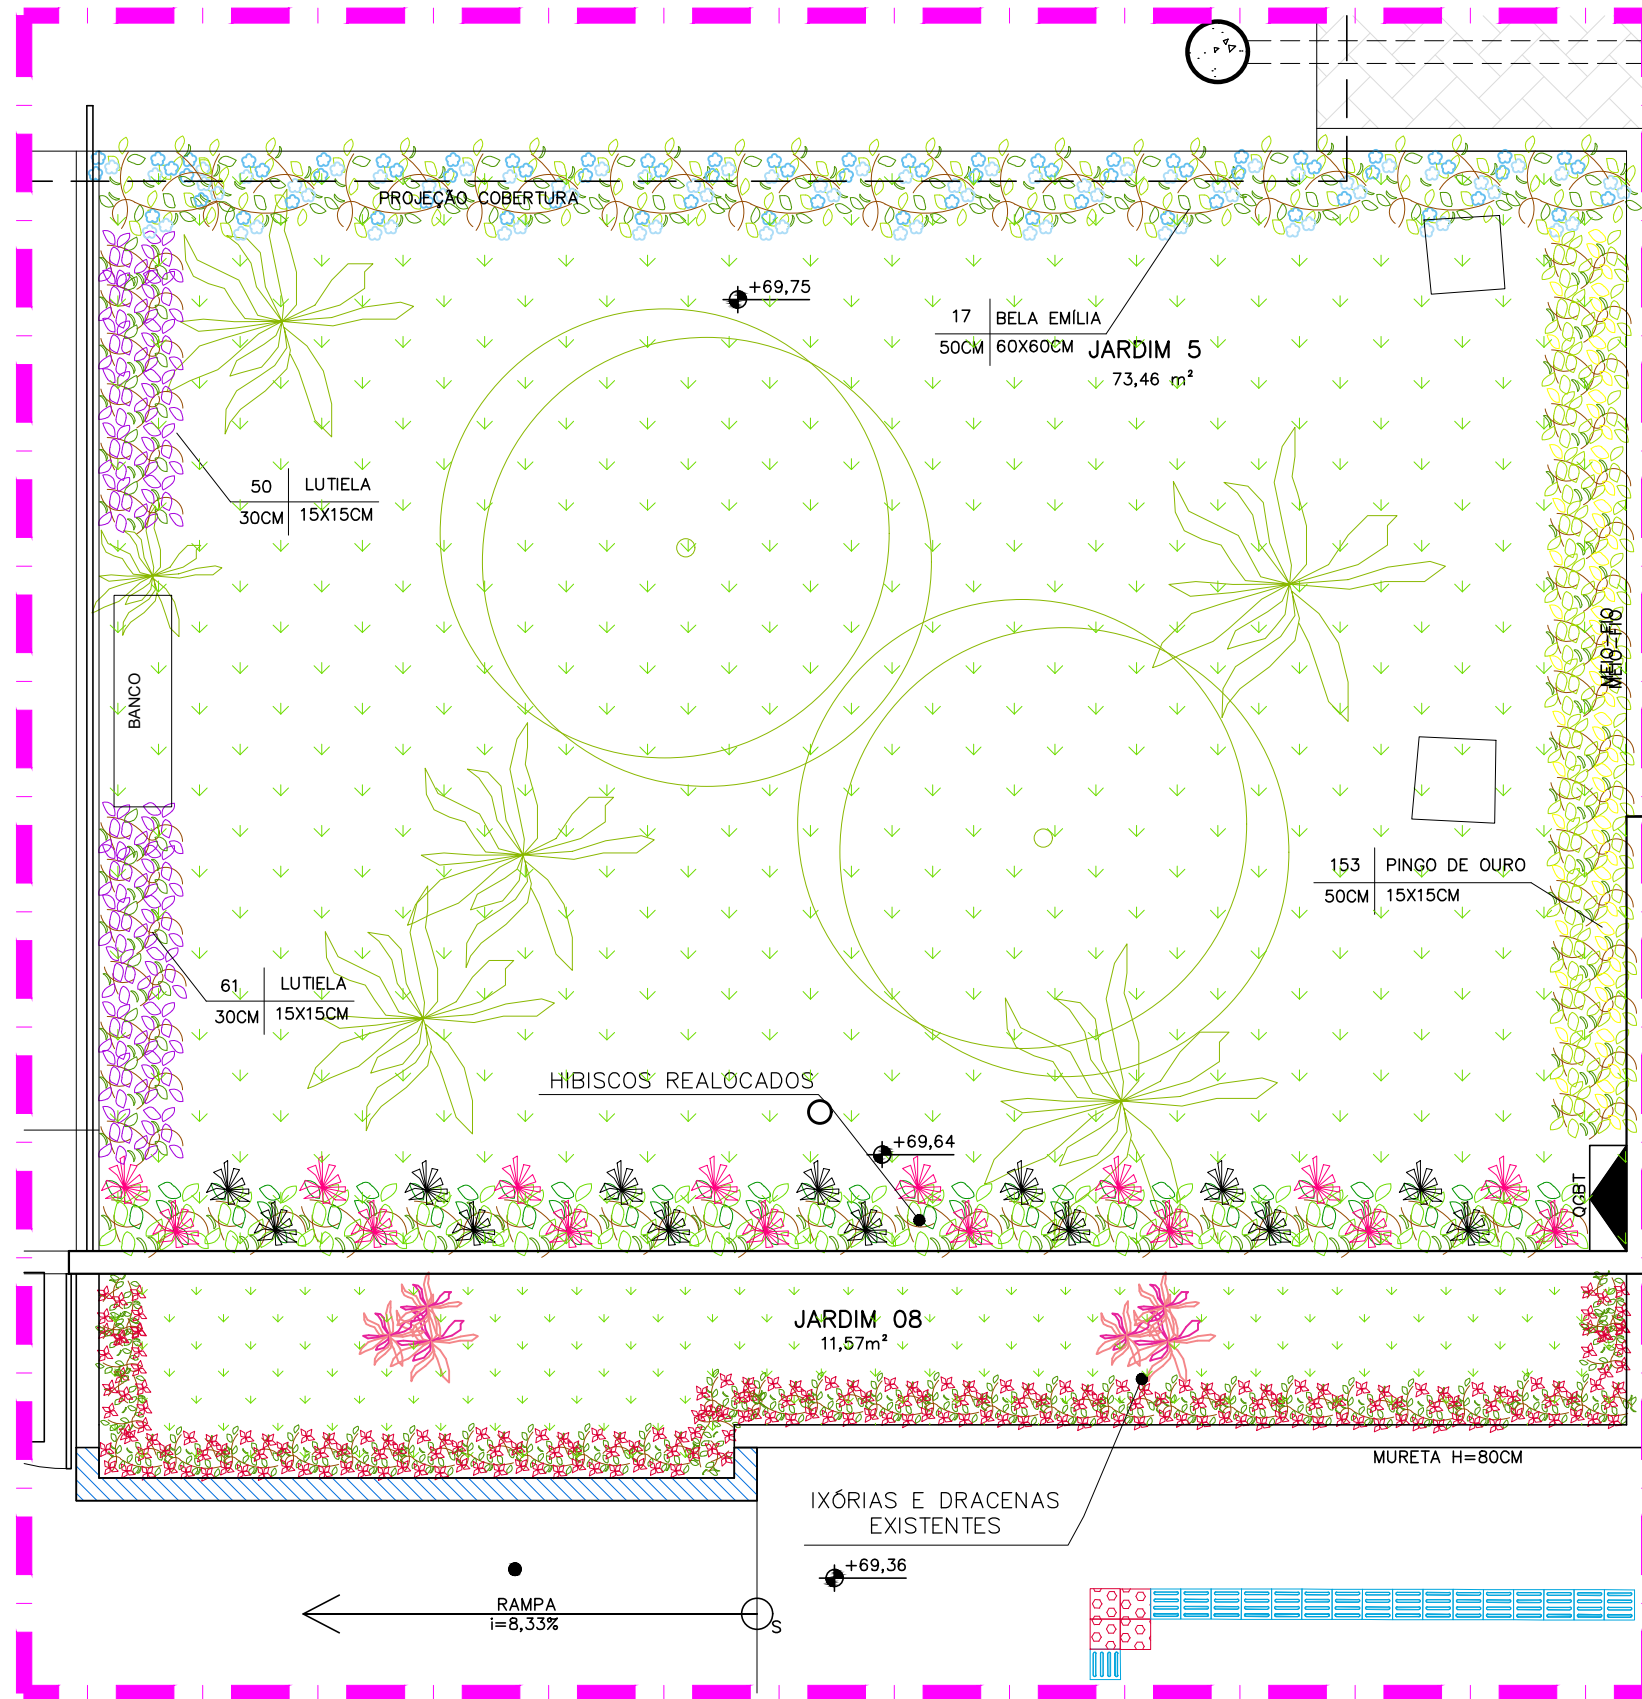 PROJEÇÃO COBERTURA
+69,75
17 BELA EMÍLIA
50CM 60X60CM
JARDIM 5
73,46 m²
50 LUTIELA
30CM 15X15CM
MEIO-FIO
MEIO-FIO
BANCO
153 PINGO DE OURO
50CM 15X15CM
61 LUTIELA
30CM 15X15CM
HIBISCOS REALOCADOS
+69,64
QGBT
JARDIM 08
11,57m²
MURETA H=80CM
IXÓRIAS E DRACENAS
EXISTENTES
+69,36
RAMPA
i=8,33%
S